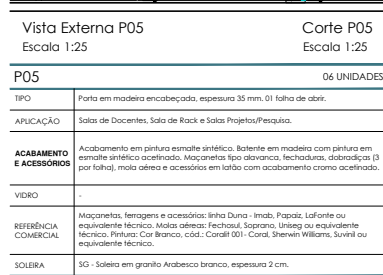 Vista Externa P05 Corte P05
Escala 1:25 Escala 1:25
P05 06 UNIDADES
TIPO Porta em madeira encabeçada, espessura 35 mm. 01 folha de abrir.
APLICAÇÃO Salas de Docentes, Sala de Rack e Salas Projetos/Pesquisa.
ACABAMENTO E ACESSÓRIOS
Acabamento em pintura esmalte sintético. Batente em madeira com pintura em
esmalte sintético acetinado. Maçanetas tipo alavanca, fechaduras, dobradiças (3
por folha), mola aérea e acessórios em latão com acabamento cromo acetinado.
VIDRO -
REFERÊNCIA COMERCIAL
Maçanetas, ferragens e acessórios: linha Duna - Imab, Papaiz, LaFonte ou
equivalente técnico. Molas aéreas: Fechosul, Soprano, Uniseg ou equivalente
técnico. Pintura: Cor Branco, cód.: Coralit 001- Coral, Sherwin Williams, Suvinil ou
equivalente técnico.
SOLEIRA SG - Soleira em granito Arabesco branco, espessura 2 cm.